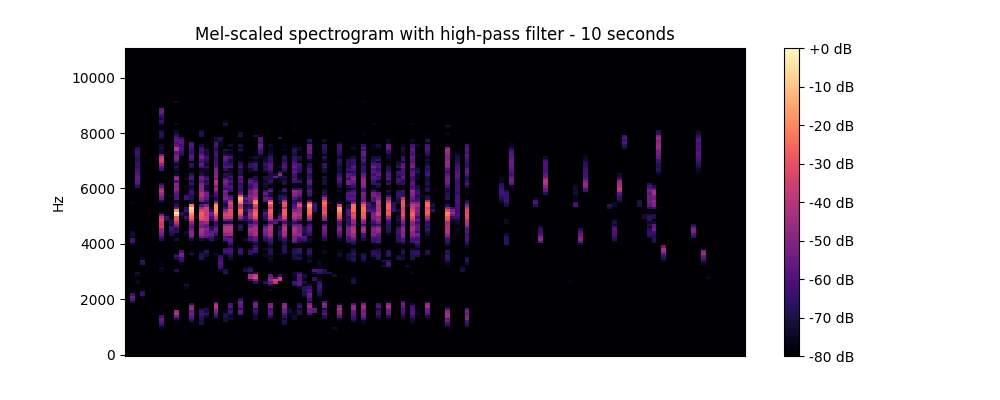 Mel-scaled spectrogram with high-pass filter - 10 seconds
Hz
10000
8000
6000
4000
2000
0
+0 dB
-10 dB
-20 dB
-30 dB
-40 dB
-50 dB
-60 dB
-70 dB
-80 dB